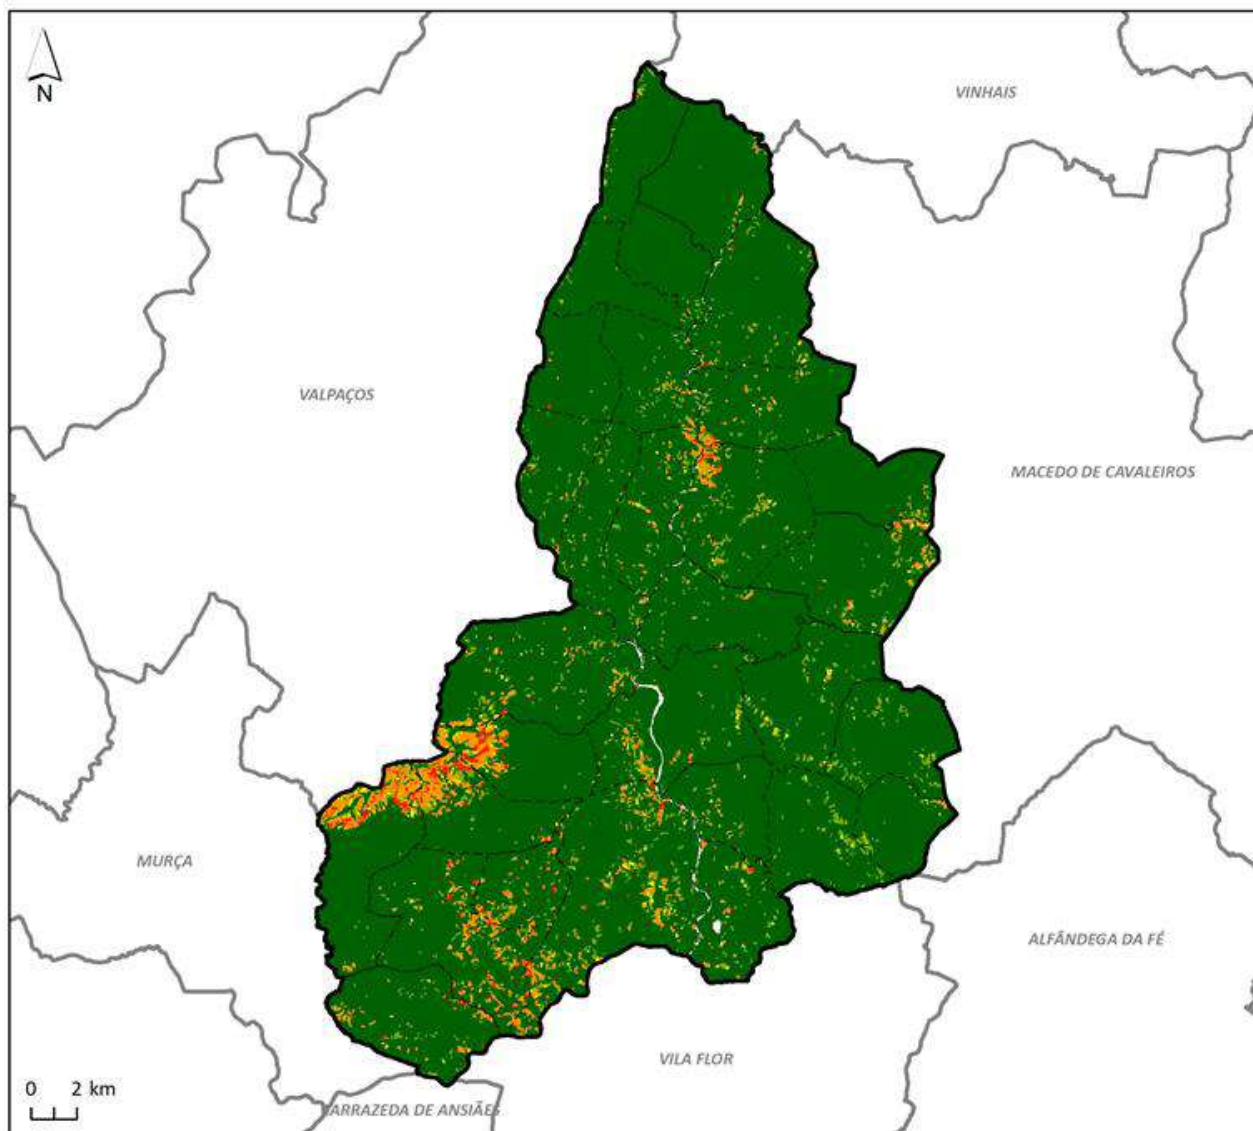 N
VINHAIS
VALPAÇOS
MACEDO DE CAVALEIROS
MURÇA
ALFÂNDEGA DA FÉ
VILA FLOR
0 2 km
ARRAZEDA DE ANSIÃES